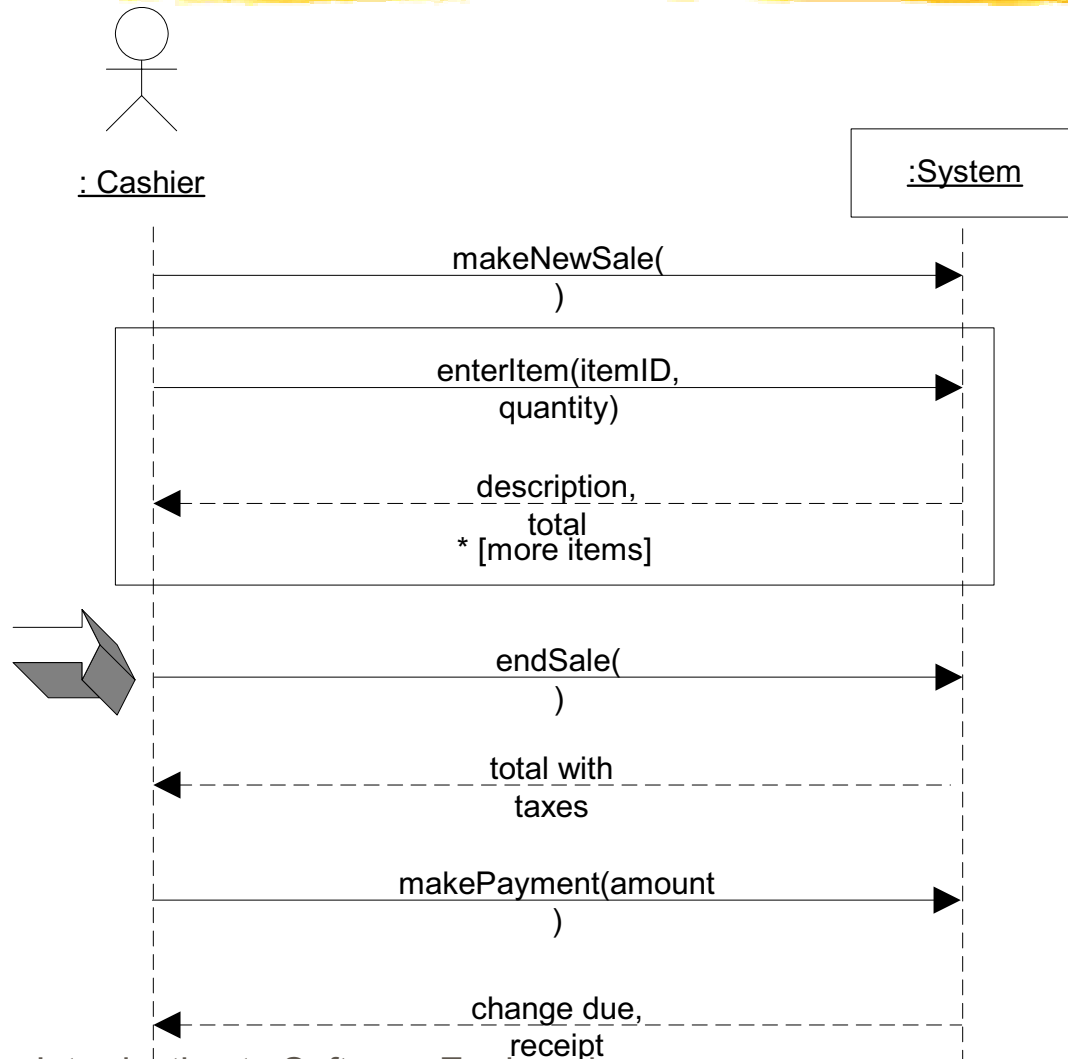 : Cashier
:System
makeNewSale(
)
enterItem(itemID,
quantity)
description,
total
* [more items]
endSale(
)
total with
taxes
makePayment(amount
)
change due,
receipt